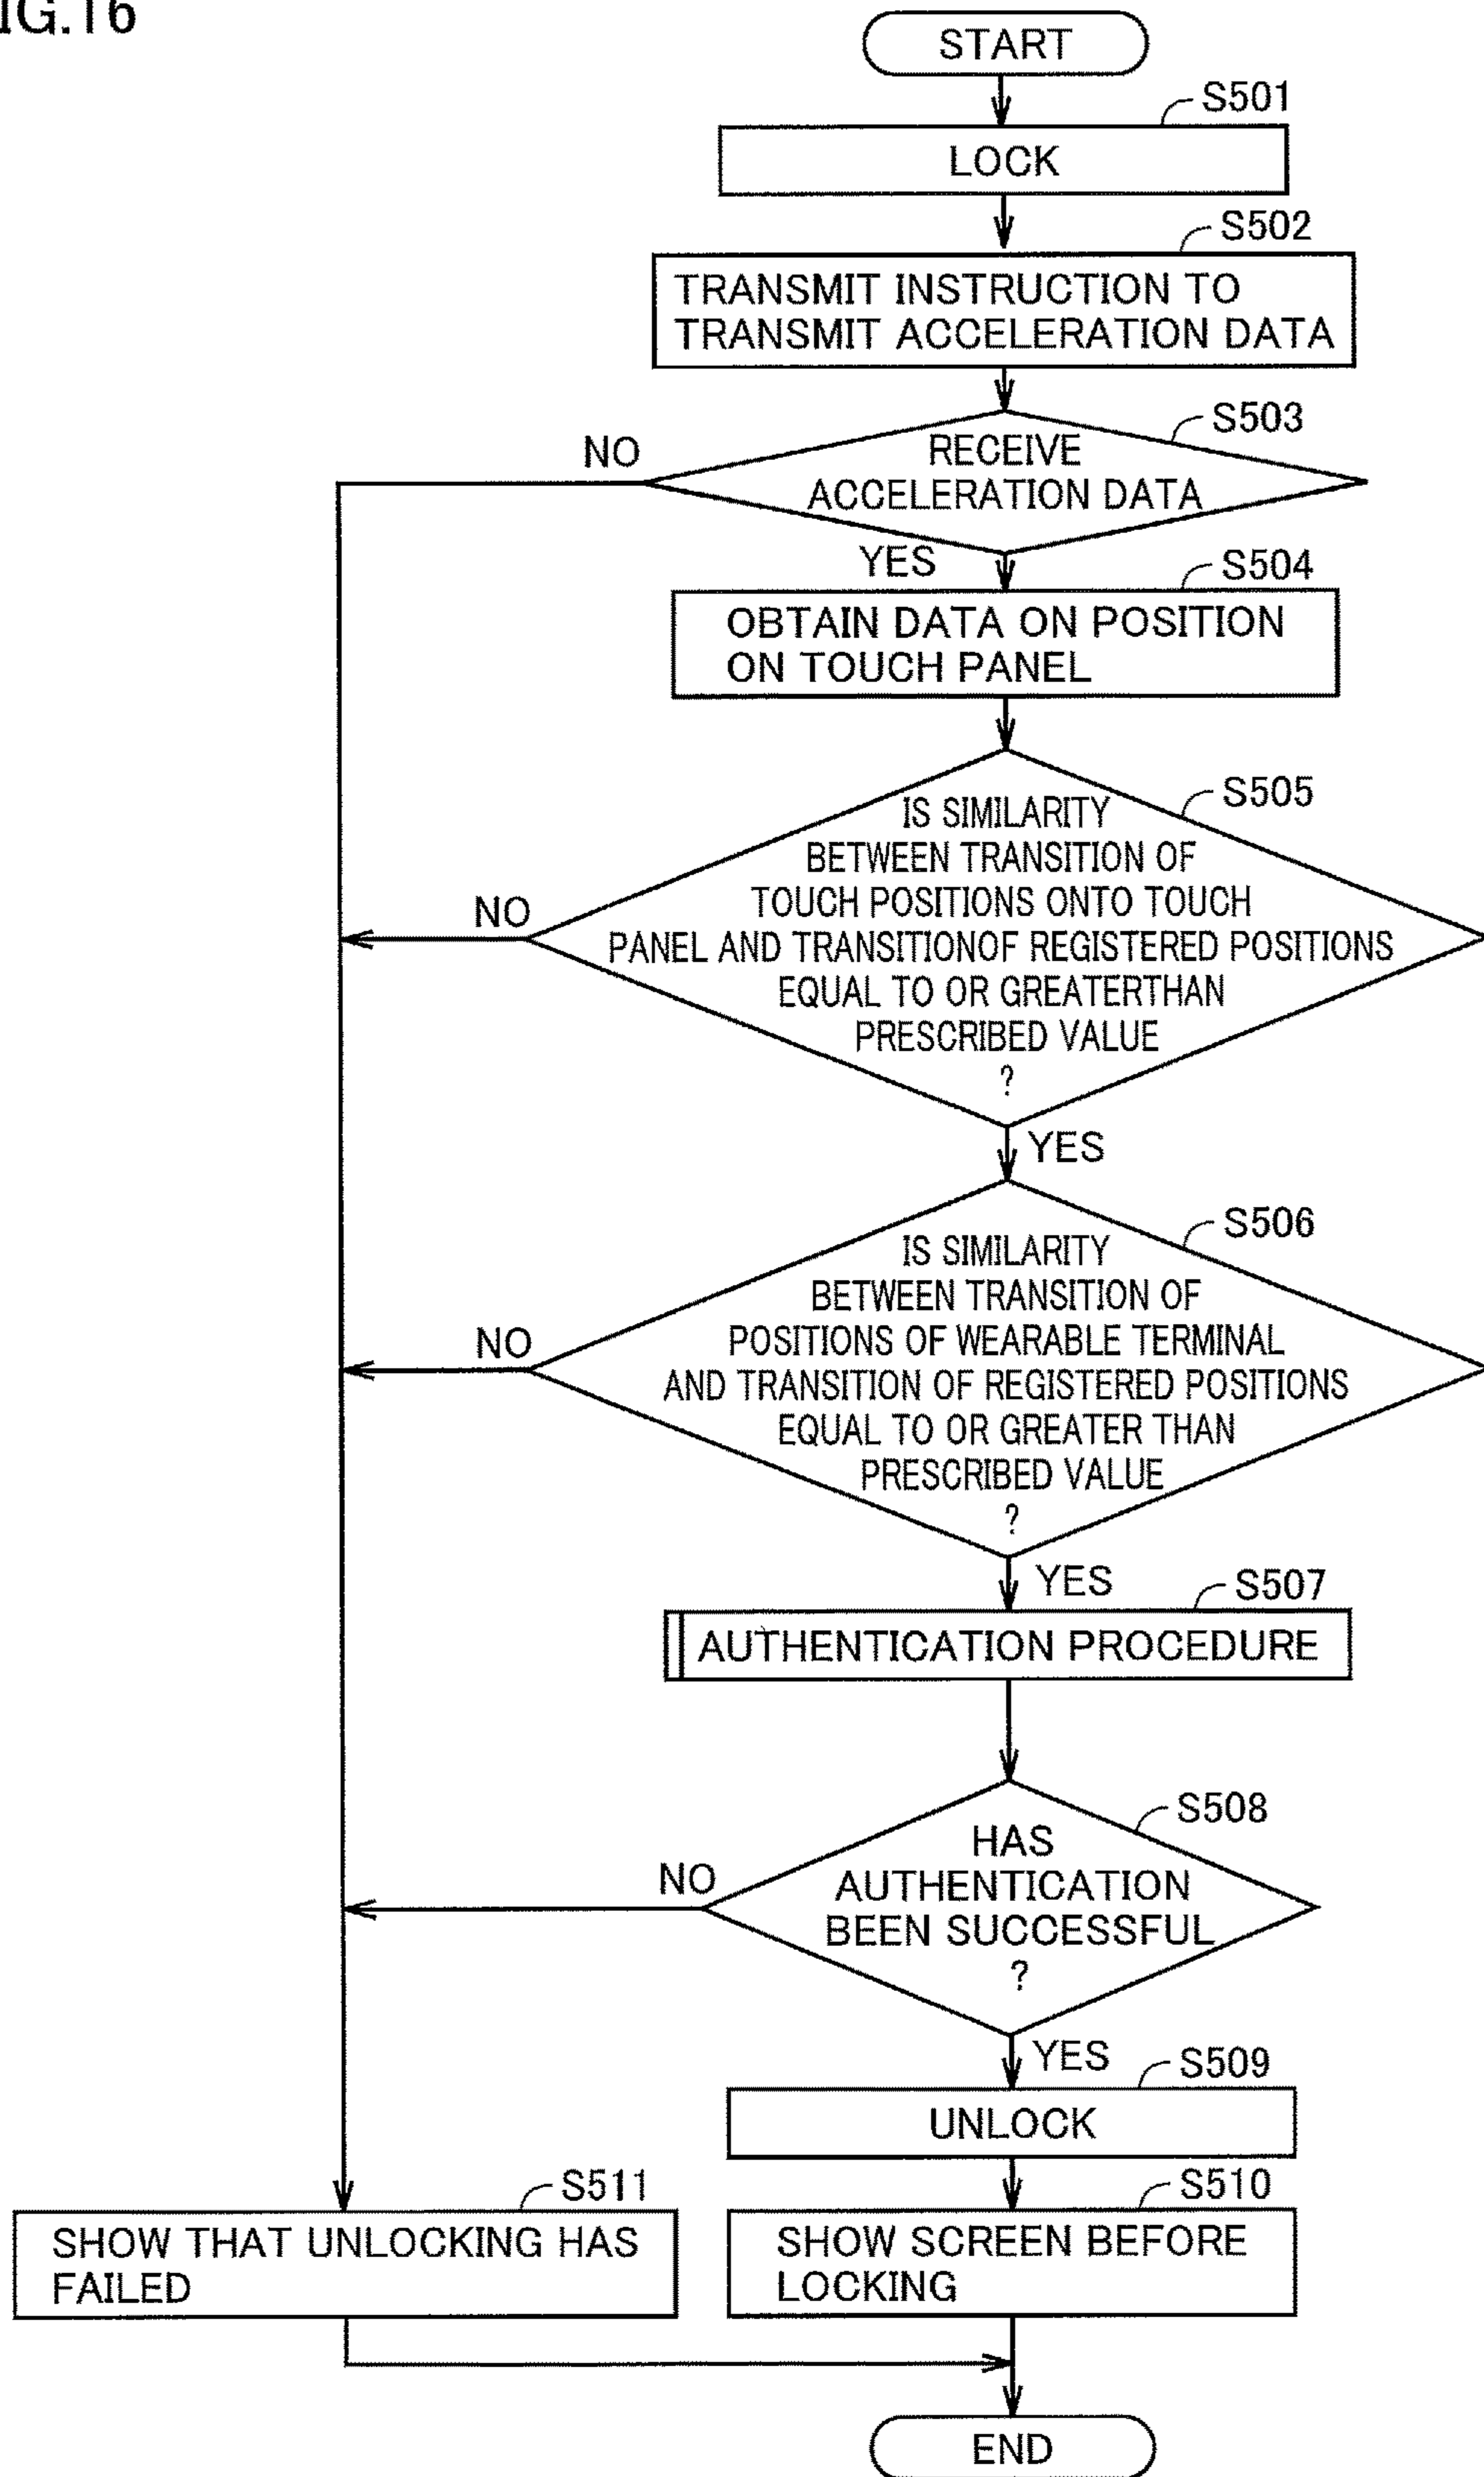 IG.16
START
S501
LOCK
S502
TRANSMIT INSTRUCTION TO
TRANSMIT ACCELERATION DATA
S503
NO
RECEIVE
ACCELERATION DATA
YES
S504
OBTAIN DATA ON POSITION
ON TOUCH PANEL
S505
IS SIMILARITY
BETWEEN TRANSITION OF
TOUCH POSITIONS ONTO TOUCH
NO
PANEL AND TRANSITIONOF REGISTERED POSITIONS
EQUAL TO OR GREATERTHAN
PRESCRIBED VALUE
?
YES
S506
IS SIMILARITY
BETWEEN TRANSITION OF
NO
POSITIONS OF WEARABLE TERMINAL
AND TRANSITION OF REGISTERED POSITIONS
EQUAL TO OR GREATER THAN
PRESCRIBED VALUE
?
YES
S507
AUTHENTICATION PROCEDURE
S508
HAS
NO
AUTHENTICATION
BEEN SUCCESSFUL
?
YES
S509
UNLOCK
S511
S510
SHOW THAT UNLOCKING HAS
FAILED
SHOW SCREEN BEFORE
LOCKING
END